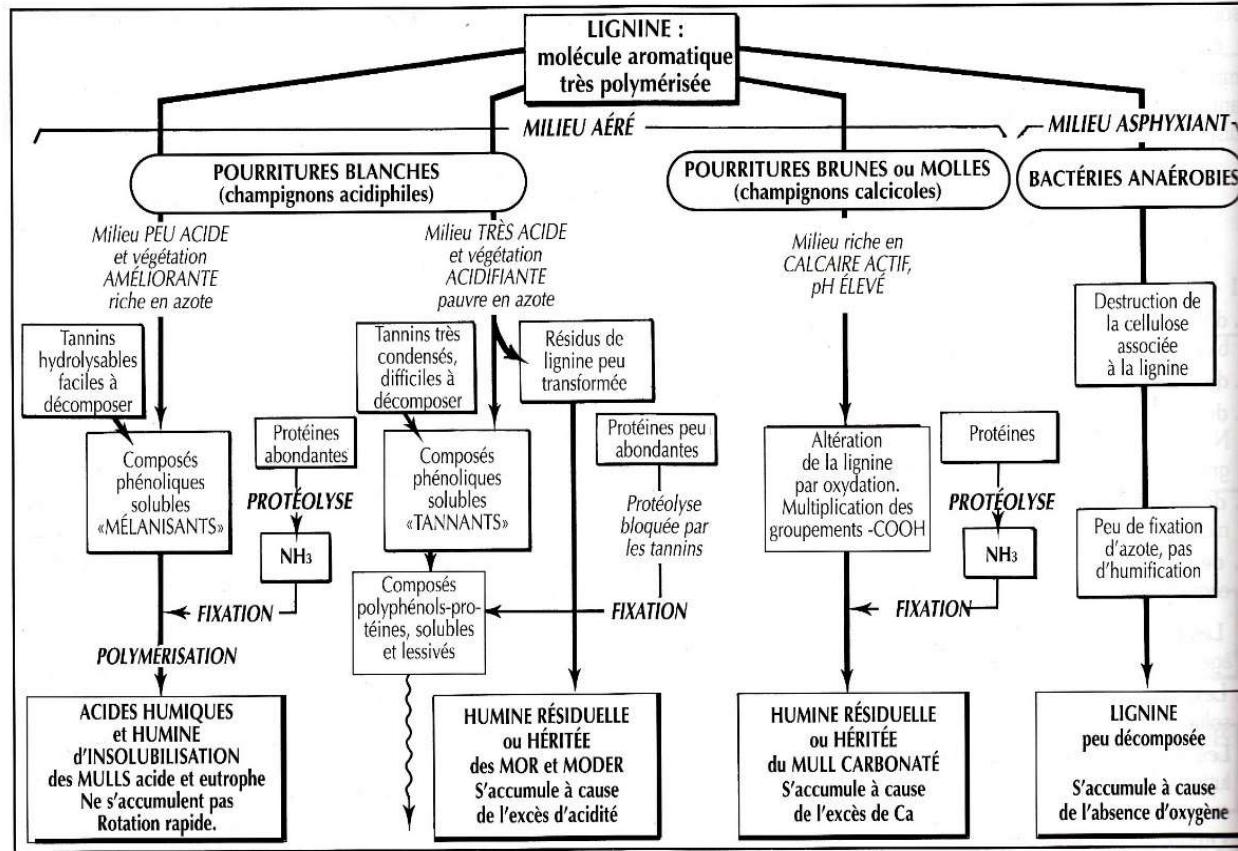 LIGNINE :
molécule aromatique
très polymérisée
MILIEU AÉRÉ
MILIEU ASPHYXIANT
POURRITURES BLANCHES
(champignons acidiphiles)
POURRITURES BRUNES ou MOLLES
(champignons calcicoles)
BACTÉRIES ANAÉROBIES
Milieu PEU ACIDE
et végétation
AMÉLIORANTE
riche en azote
Milieu TRÈS ACIDE
et végétation
ACIDIFIANTE
pauvre en azote
Milieu riche en
CALCAIRE ACTIF,
pH ÉLEVÉ
Tannins
hydrolysables
faciles à
décomposer
Tannins très
condensés,
difficiles à
décomposer
Résidus de
lignine peu
transformée
Destruction de
la cellulose
associée
à la lignine
Composés
phénoliques
solubles
«MÉLANISANTS»
Protéines
abondantes
PROTÉOLYSE
NH3
FIXATION
POLYMÉRISATION
Composés
phénoliques
solubles
«TANNANTS»
Protéines peu
abondantes
Protéolyse
bloquée par
les tannins
Composés
polyphénols-pro-
téines, solubles
et lessivés
FIXATION
Altération
de la lignine
par oxydation.
Multiplication des
groupements -COOH
Protéines
PROTÉOLYSE
NH3
FIXATION
Peu de fixation
d'azote, pas
d'humification
ACIDES HUMIQUES
et HUMINE
d'INSOLUBILISATION
des MULLS acide et eutrophe
Ne s'accumulent pas
Rotation rapide.
HUMINE RÉSIDUELLE
ou HÉRITÉE
des MOR et MODER
S'accumule à cause
de l'excès d'acidité
HUMINE RÉSIDUELLE
ou HÉRITÉE
du MULL CARBONATÉ
S'accumule à cause
de l'excès de Ca
LIGNINE
peu décomposée
S'accumule à cause
de l'absence d'oxygène